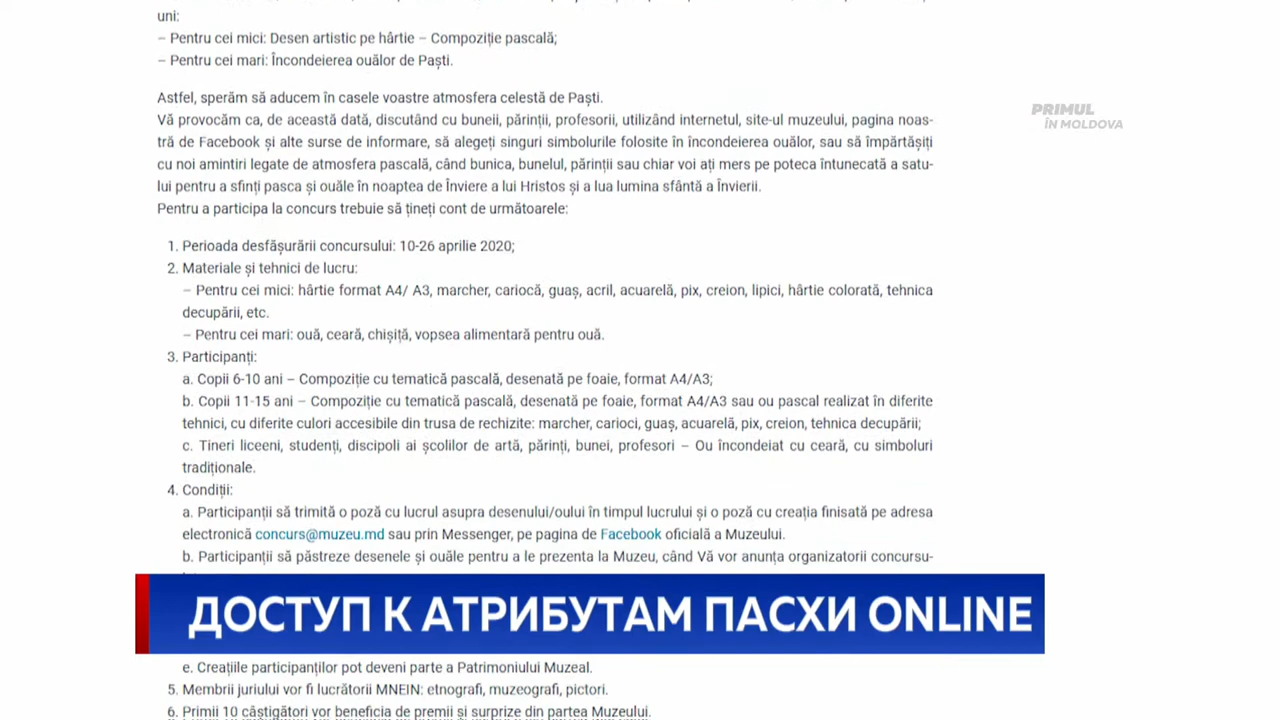 uni:
– Pentru cei mici: Desen artistic pe hârtie – Compoziție pascală;
– Pentru cei mari: Încondeierea ouălor de Paști.
Astfel, sperăm să aducem în casele voastre atmosfera celestă de Paști.
Vă provocăm ca, de această dată, discutând cu buneii, părinții, profesorii, utilizând internetul, site-ul muzeului, pagina noas-
tră de Facebook și alte surse de informare, să alegeți singuri simbolurile folosite în încondeierea ouălor, sau să împărtășiți
cu noi amintiri legate de atmosfera pascală, când bunica, bunelul, părinții sau chiar voi ați mers pe poteca întunecată a satu-
lui pentru a sfinți pasca și ouăle în noaptea de Înviere a lui Hristos și a lua lumina sfântă a Învierii.
Pentru a participa la concurs trebuie să țineți cont de următoarele:
PRIMUL
ÎN MOLDOVA
1. Perioada desfășurării concursului: 10-26 aprilie 2020;
2. Materiale și tehnici de lucru:
– Pentru cei mici: hârtie format A4/ A3, marcher, cariocă, guaș, acril, acuarelă, pix, creion, lipici, hârtie colorată, tehnica
decupării, etc.
– Pentru cei mari: ouă, ceară, chișiță, vopsea alimentară pentru ouă.
3. Participanți:
a. Copii 6-10 ani – Compoziție cu tematică pascală, desenată pe foaie, format A4/A3;
b. Copii 11-15 ani – Compoziție cu tematică pascală, desenată pe foaie, format A4/A3 sau ou pascal realizat în diferite
tehnici, cu diferite culori accesibile din trusa de rechizite: marcher, carioci, guaș, acuarelă, pix, creion, tehnica decupării;
c. Tineri liceeni, studenți, discipoli ai școlilor de artă, părinți, bunei, profesori – Ou încondeiat cu ceară, cu simboluri
tradiționale.
4. Condiții:
a. Participanții să trimită o poză cu lucrul asupra desenului/oului în timpul lucrului și o poză cu creația finisată pe adresa
electronică concurs@muzeu.md sau prin Messenger, pe pagina de Facebook oficială a Muzeului.
b. Participanții să păstreze desenele și ouăle pentru a le prezenta la Muzeu, când Vă vor anunța organizatorii concursu-
ДОСТУП К АТРИБУТАМ ПАСХИ ONLINE
e. Creațiile participanților pot deveni parte a Patrimoniului Muzeal.
5. Membrii juriului vor fi lucrătorii MNEIN: etnografi, muzeografi, pictori.
6. Primii 10 câștigători vor beneficia de premii și surprize din partea Muzeului.